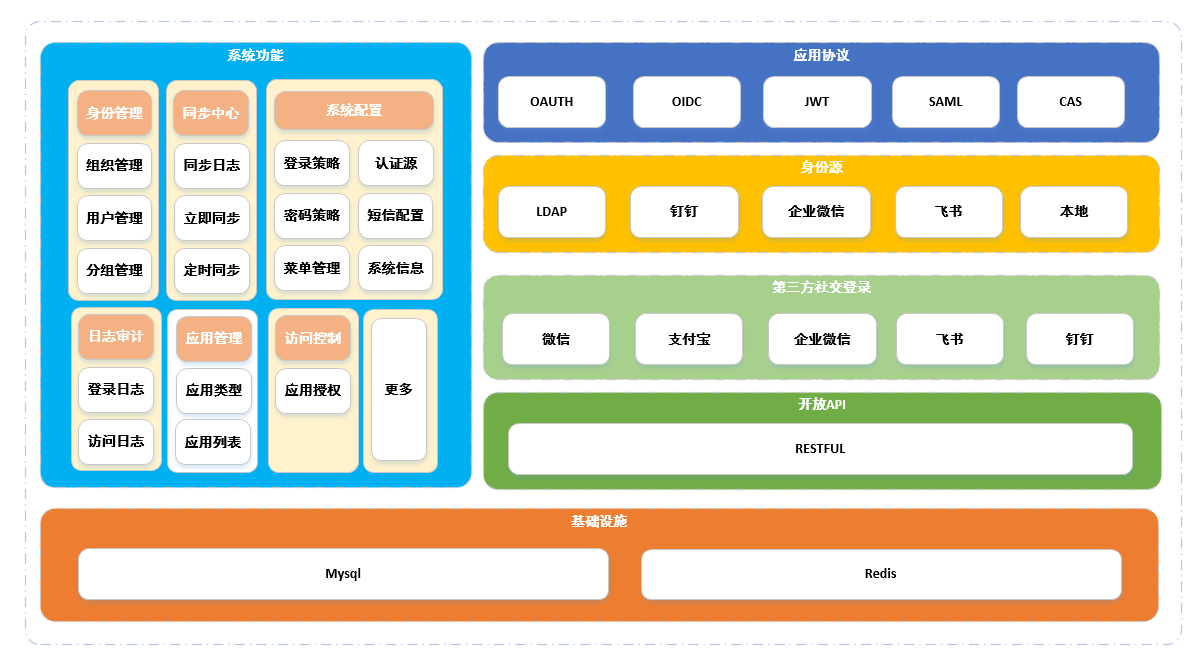 系统功能
身份管理
组织管理
用户管理
分组管理
同步中心
同步日志
立即同步
定时同步
系统配置
登录策略
认证源
密码策略
短信配置
菜单管理
系统信息
日志审计
登录日志
访问日志
应用管理
应用类型
应用列表
访问控制
应用授权
更多
应用协议
OAUTH
OIDC
JWT
SAML
CAS
身份源
LDAP
钉钉
企业微信
飞书
本地
第三方社交登录
微信
支付宝
企业微信
飞书
钉钉
开放API
RESTFUL
基础设施
Mysql
Redis